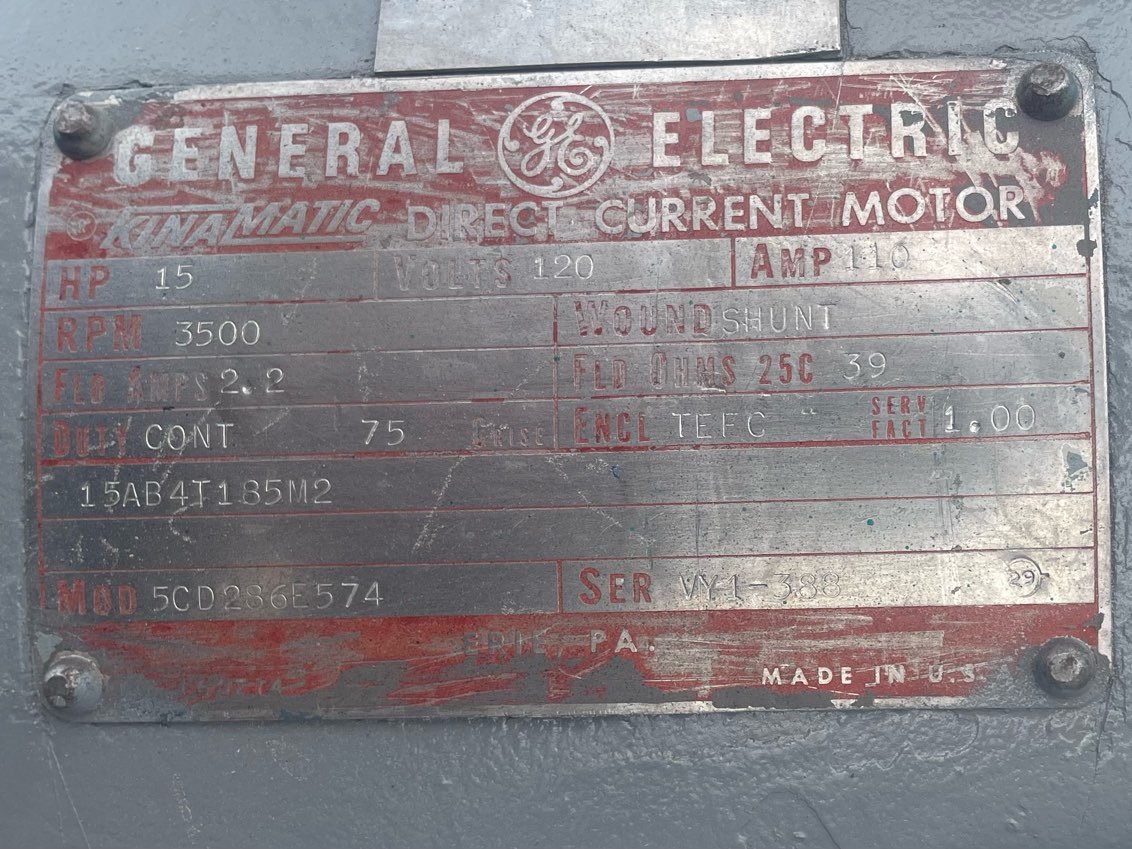 GENERAL GE ELECTRIC
KINAMATIC DIRECT CURRENT MOTOR
HP 15 VOLTS 120 AMP 110
RPM 3500 WOUND SHUNT
FLD AMPS 2.2 FLD OHMS 25C 39
DUTY CONT 75 C RISE ENCL TEFC " SERV FACT 1.00
15AB4T185M2
MOD 5CD286E574 SER VY1-388 29
ERIE, PA.
MADE IN U.S.